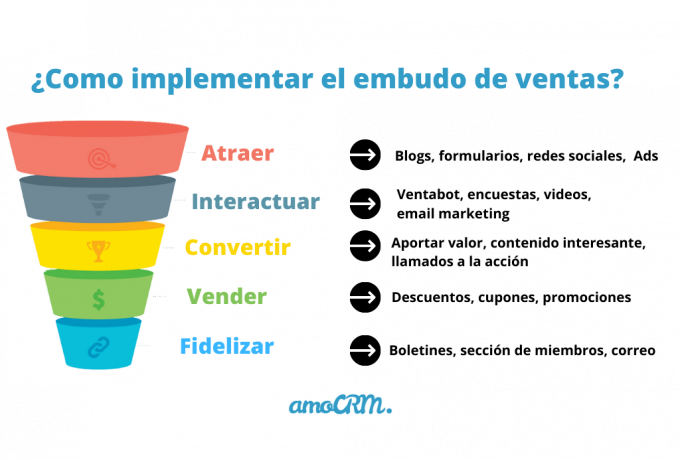 ¿Como implementar el embudo de ventas?
Atraer
Blogs, formularios, redes sociales, Ads
Interactuar
Ventabot, encuestas, videos,
email marketing
Convertir
Aportar valor, contenido interesante,
llamados a la acción
Vender
$
Descuentos, cupones, promociones
Fidelizar
Boletines, sección de miembros, correo
amoCRM.